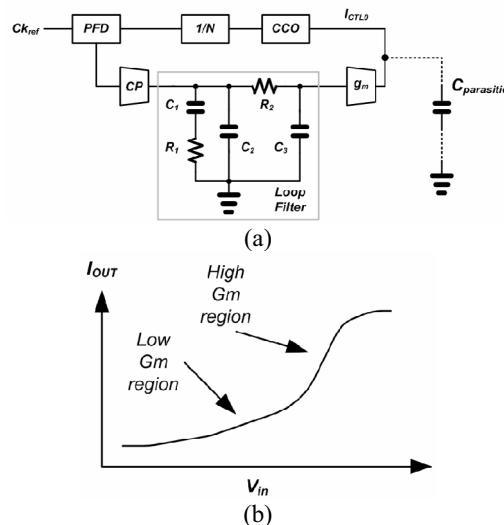 Ck_ref PFD 1/N CCO I_CTL0
CP C_1 R_1 C_2 R_2 C_3 g_m C_parasiti
Loop
Filter
(a)
I_OUT
High
Gm
region
Low
Gm
region
V_in
(b)